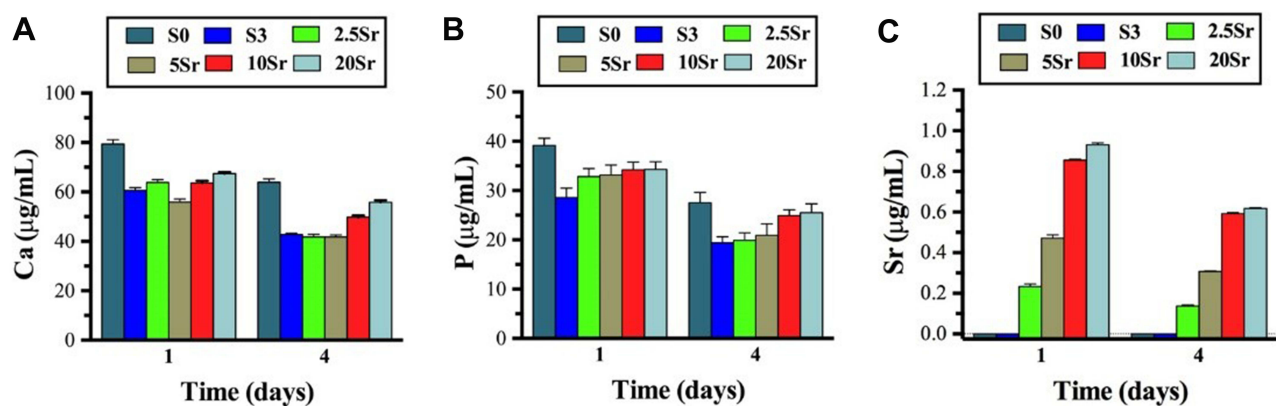 A
S0 S3 2.5Sr
5Sr 10Sr 20Sr
Ca (μg/mL)
100
80
60
40
20
0
1 4
Time (days)
B
S0 S3 2.5Sr
5Sr 10Sr 20Sr
P (μg/mL)
50
40
30
20
10
0
1 4
Time (days)
C
S0 S3 2.5Sr
5Sr 10Sr 20Sr
Sr (μg/mL)
1.2
1.0
0.8
0.6
0.4
0.2
0.0
1 4
Time (days)